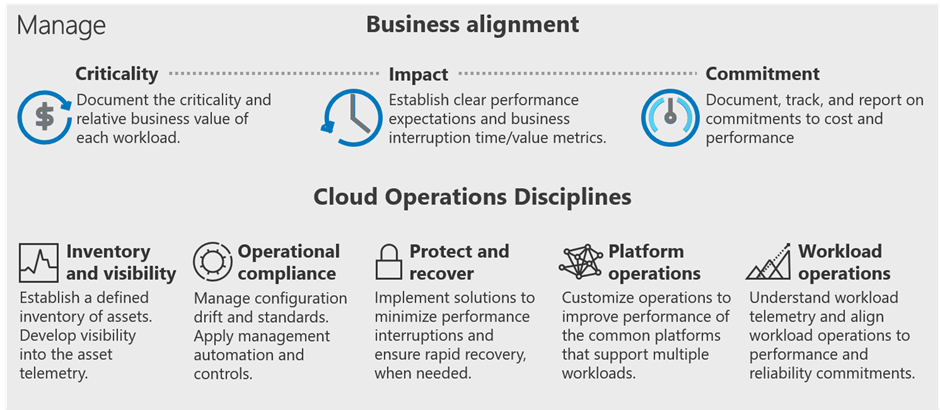 Manage
Business alignment
Criticality
Document the criticality and
relative business value of
each workload.
Impact
Establish clear performance
expectations and business
interruption time/value metrics.
Commitment
Document, track, and report on
commitments to cost and
performance
Cloud Operations Disciplines
Inventory
and visibility
Establish a defined
inventory of assets.
Develop visibility
into the asset
telemetry.
Operational
compliance
Manage configuration
drift and standards.
Apply management
automation and
controls.
Protect and
recover
Implement solutions to
minimize performance
interruptions and
ensure rapid recovery,
when needed.
Platform
operations
Customize operations to
improve performance of
the common platforms
that support multiple
workloads.
Workload
operations
Understand workload
telemetry and align
workload operations to
performance and
reliability commitments.